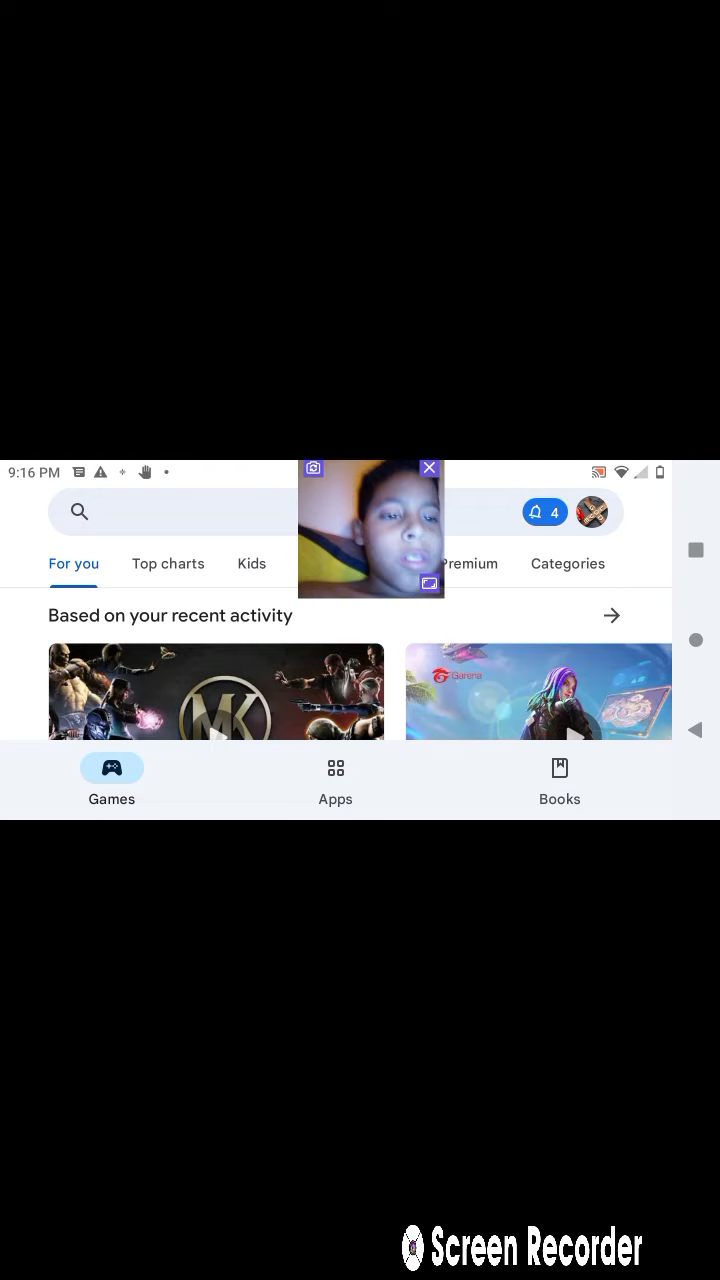 9:16 PM
4
For you Top charts Kids Premium Categories
Based on your recent activity
MK
Garena
Games Apps Books
Screen Recorder